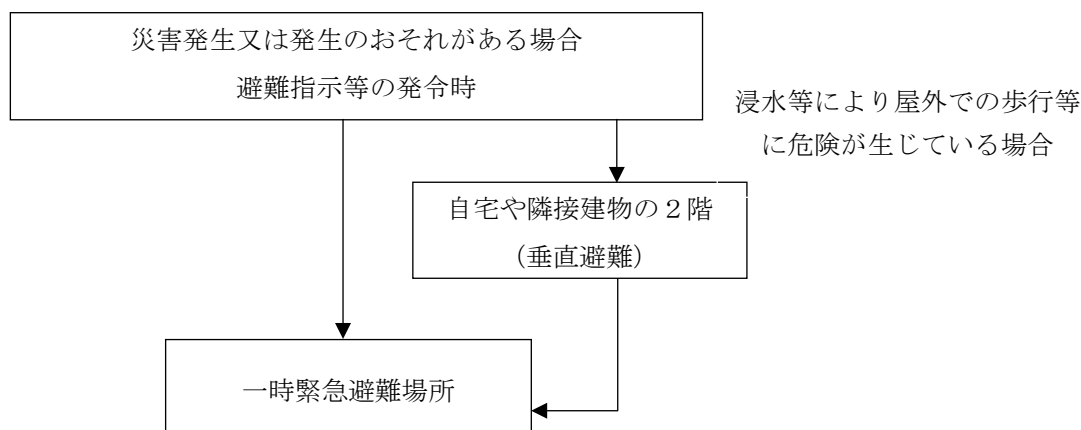 災害発生又は発生のおそれがある場合
避難指示等の発令時
浸水等により屋外での歩行等
に危険が生じている場合
自宅や隣接建物の２階
（垂直避難）
一時緊急避難場所